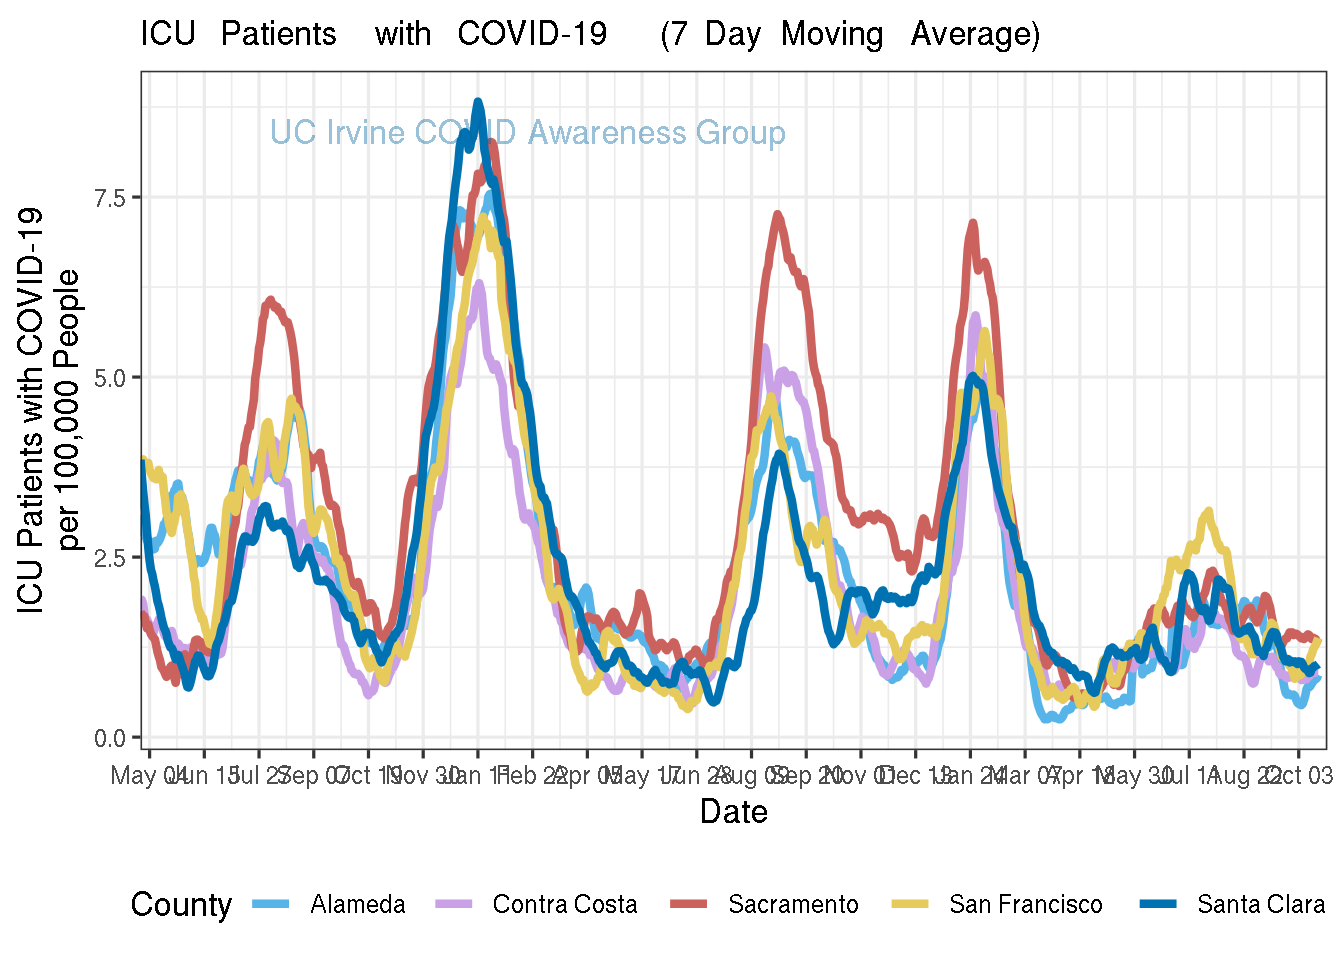 ICU Patients with COVID-19 (7 Day Moving Average)
UC Irvine COVID Awareness Group
ICU Patients with COVID-19
per 100,000 People
7.5
5.0
2.5
0.0
May 04 Jun 15 Jul 27 Sep 07 Oct 19 Nov 30 Jan 11 Feb 22 Apr 05 May 17 Jun 28 Aug 09 Sep 20 Nov 01 Dec 13 Jan 24 Mar 07 Apr 18 May 30 Jul 11 Aug 22 Oct 03
Date
County Alameda Contra Costa Sacramento San Francisco Santa Clara